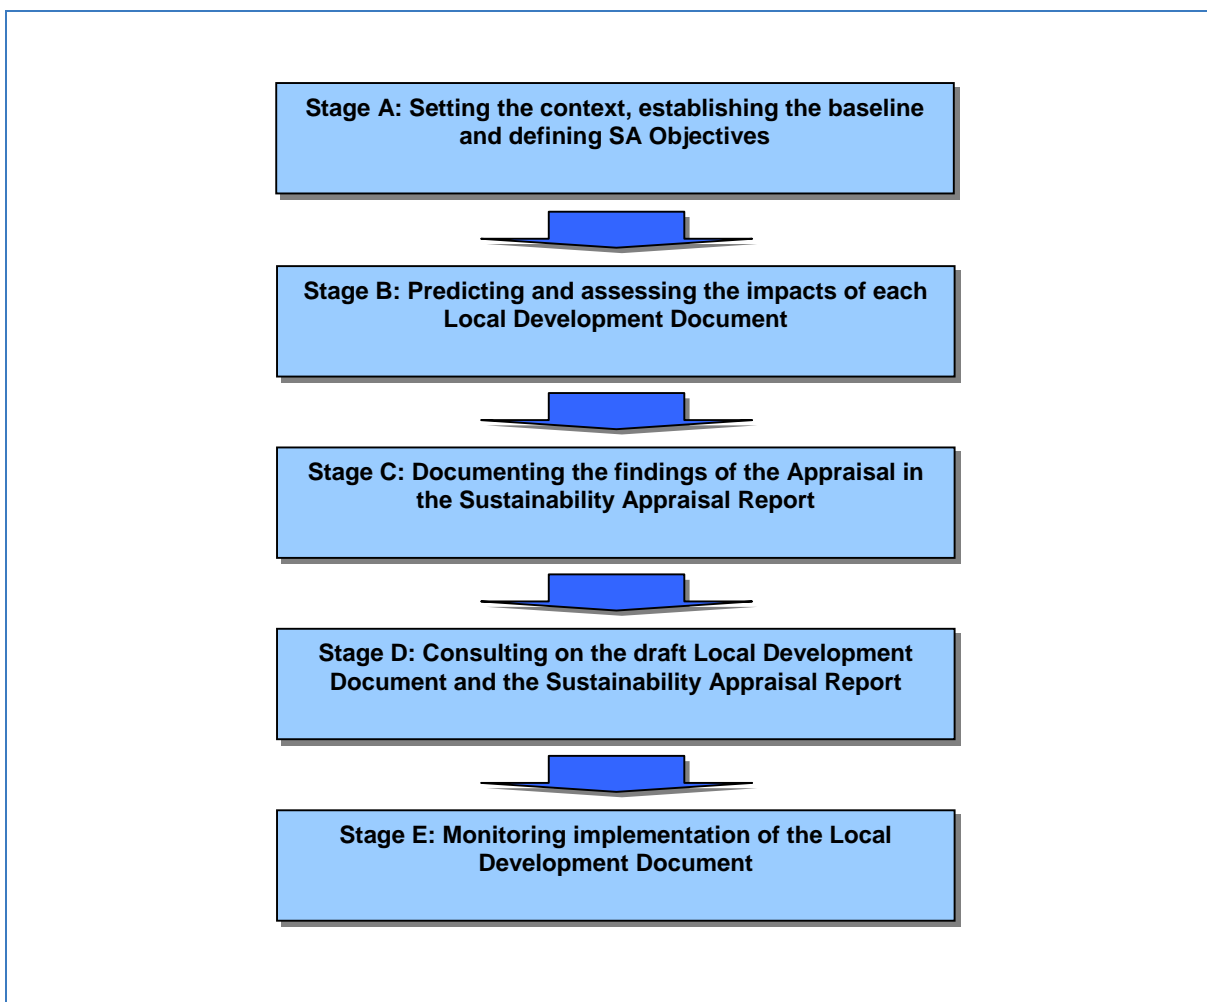 Stage A: Setting the context, establishing the baseline
and defining SA Objectives
Stage B: Predicting and assessing the impacts of each
Local Development Document
Stage C: Documenting the findings of the Appraisal in
the Sustainability Appraisal Report
Stage D: Consulting on the draft Local Development
Document and the Sustainability Appraisal Report
Stage E: Monitoring implementation of the Local
Development Document